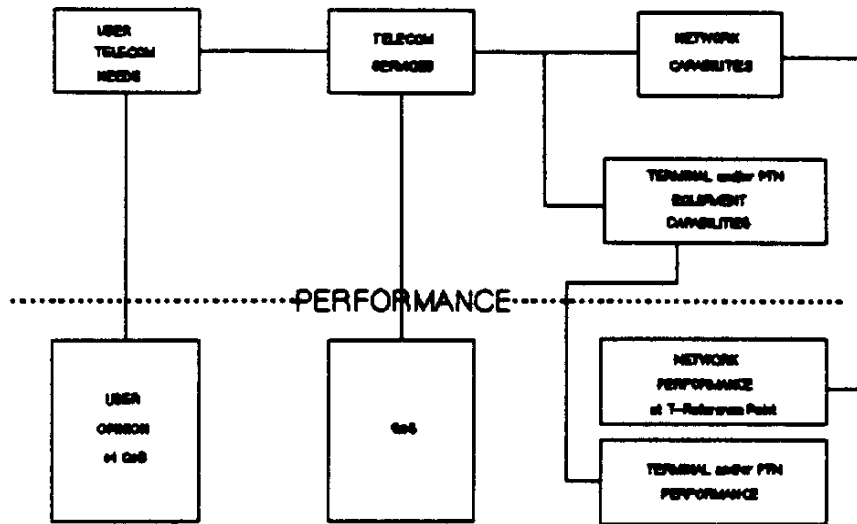 USER
TELECOM
NEEDS
TELECOM
SERVICES
NETWORK
CAPABILITIES
TERMINAL and/or PTN
EQUIPMENT
CAPABILITIES
PERFORMANCE
USER
OPINION
of QoS
QoS
NETWORK
PERFORMANCE
at T-Reference Point
TERMINAL and/or PTN
PERFORMANCE